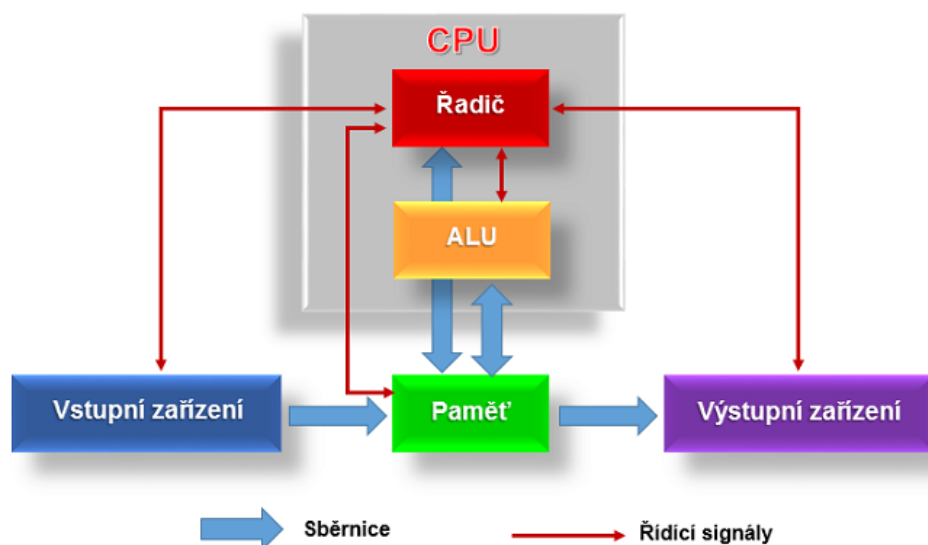 CPU
Řadič
ALU
Vstupní zařízení
Paměť
Výstupní zařízení
Sběrnice
Řídící signály